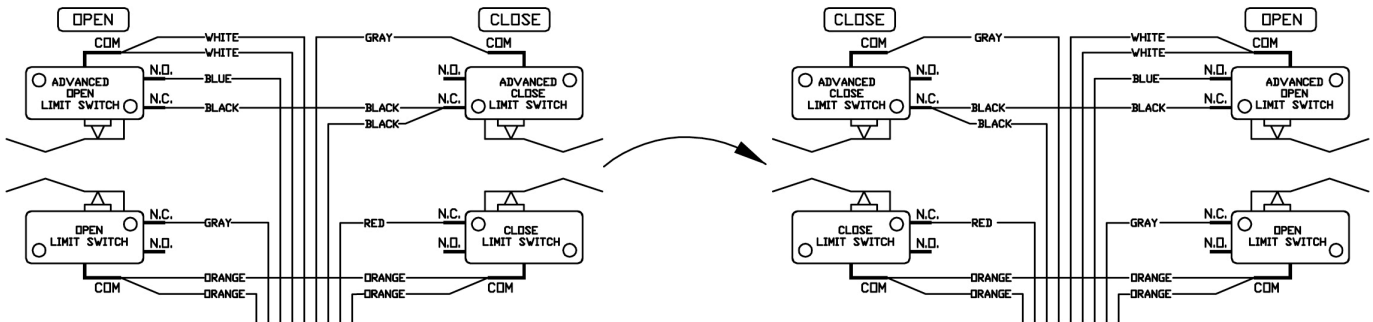 OPEN
CLOSE
COM
WHITE
WHITE
GRAY
COM
N.O.
BLUE
N.O.
ADVANCED
OPEN
LIMIT SWITCH
N.C.
BLACK
BLACK
N.C.
ADVANCED
CLOSE
LIMIT SWITCH
BLACK
OPEN
LIMIT SWITCH
N.C.
GRAY
RED
N.C.
CLOSE
LIMIT SWITCH
N.O.
N.O.
ORANGE
ORANGE
COM
ORANGE
ORANGE
COM
CLOSE
OPEN
COM
GRAY
WHITE
WHITE
COM
N.O.
BLUE
N.O.
ADVANCED
CLOSE
LIMIT SWITCH
N.C.
BLACK
BLACK
N.C.
ADVANCED
OPEN
LIMIT SWITCH
BLACK
CLOSE
LIMIT SWITCH
N.C.
RED
GRAY
N.C.
OPEN
LIMIT SWITCH
N.O.
N.O.
ORANGE
ORANGE
COM
ORANGE
ORANGE
COM